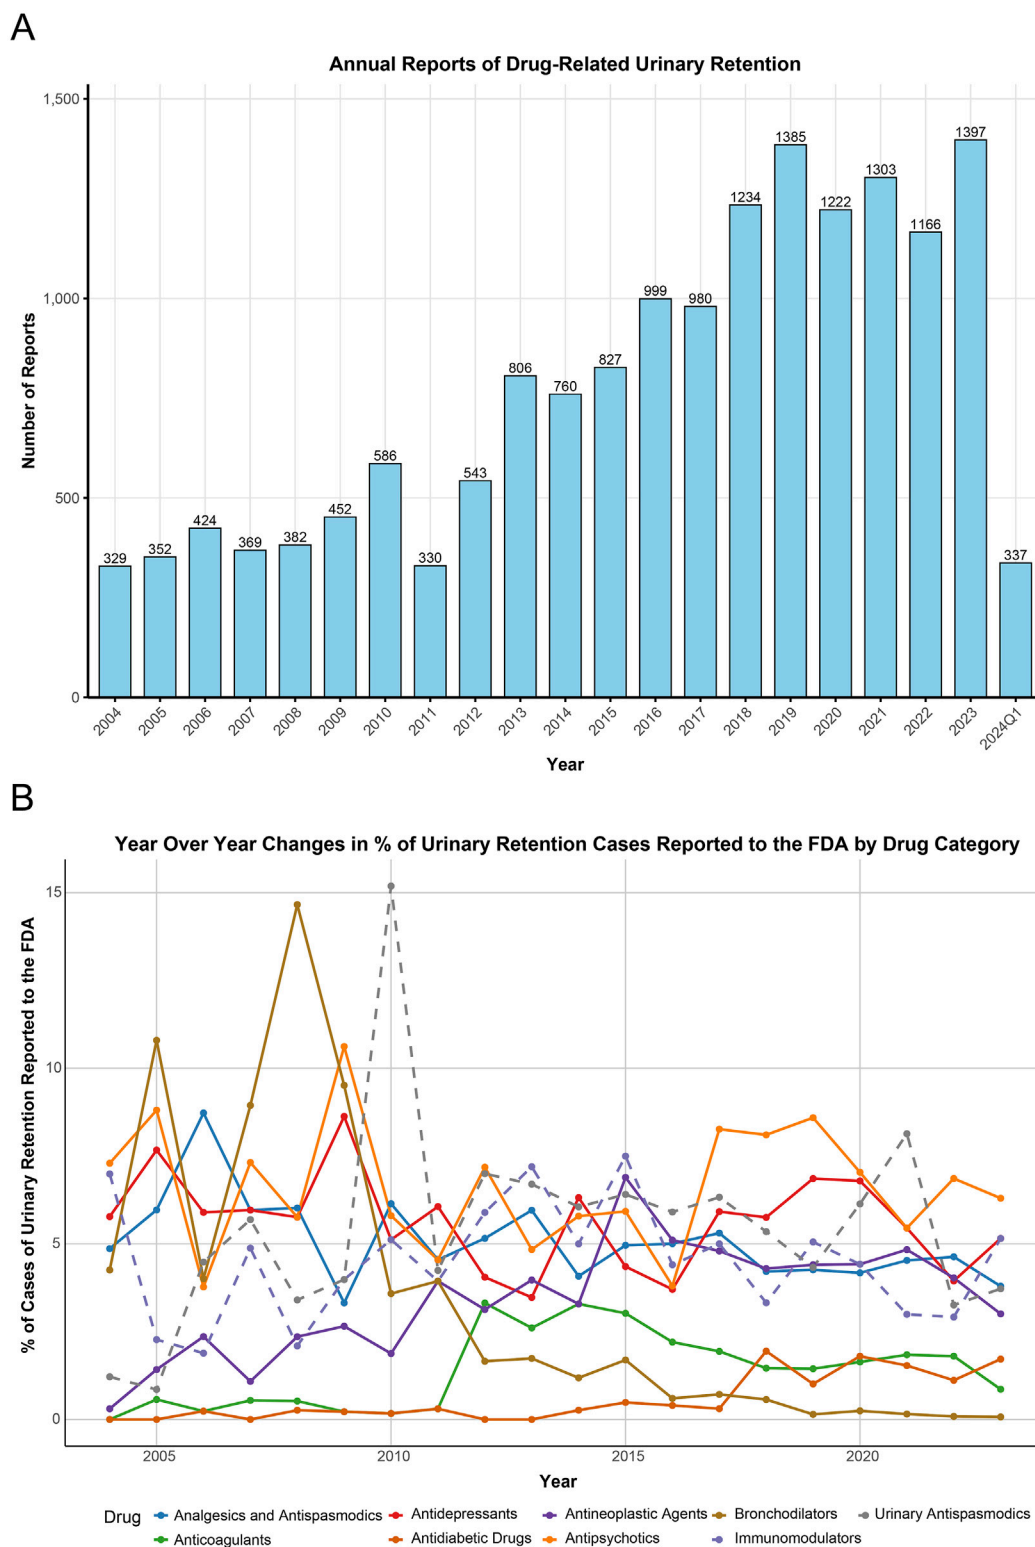 A
Annual Reports of Drug-Related Urinary Retention
Number of Reports
1,500
1,000
500
0
329
352
424
369
382
452
586
330
543
806
760
827
999
980
1234
1385
1222
1303
1166
1397
337
2004
2005
2006
2007
2008
2009
2010
2011
2012
2013
2014
2015
2016
2017
2018
2019
2020
2021
2022
2023
2024Q1
Year
B
Year Over Year Changes in % of Urinary Retention Cases Reported to the FDA by Drug Category
% of Cases of Urinary Retention Reported to the FDA
15
10
5
0
2005
2010
2015
2020
Year
Drug
Analgesics and Antispasmodics
Antidepressants
Antineoplastic Agents
Bronchodilators
Urinary Antispasmodics
Anticoagulants
Antidiabetic Drugs
Antipsychotics
Immunomodulators